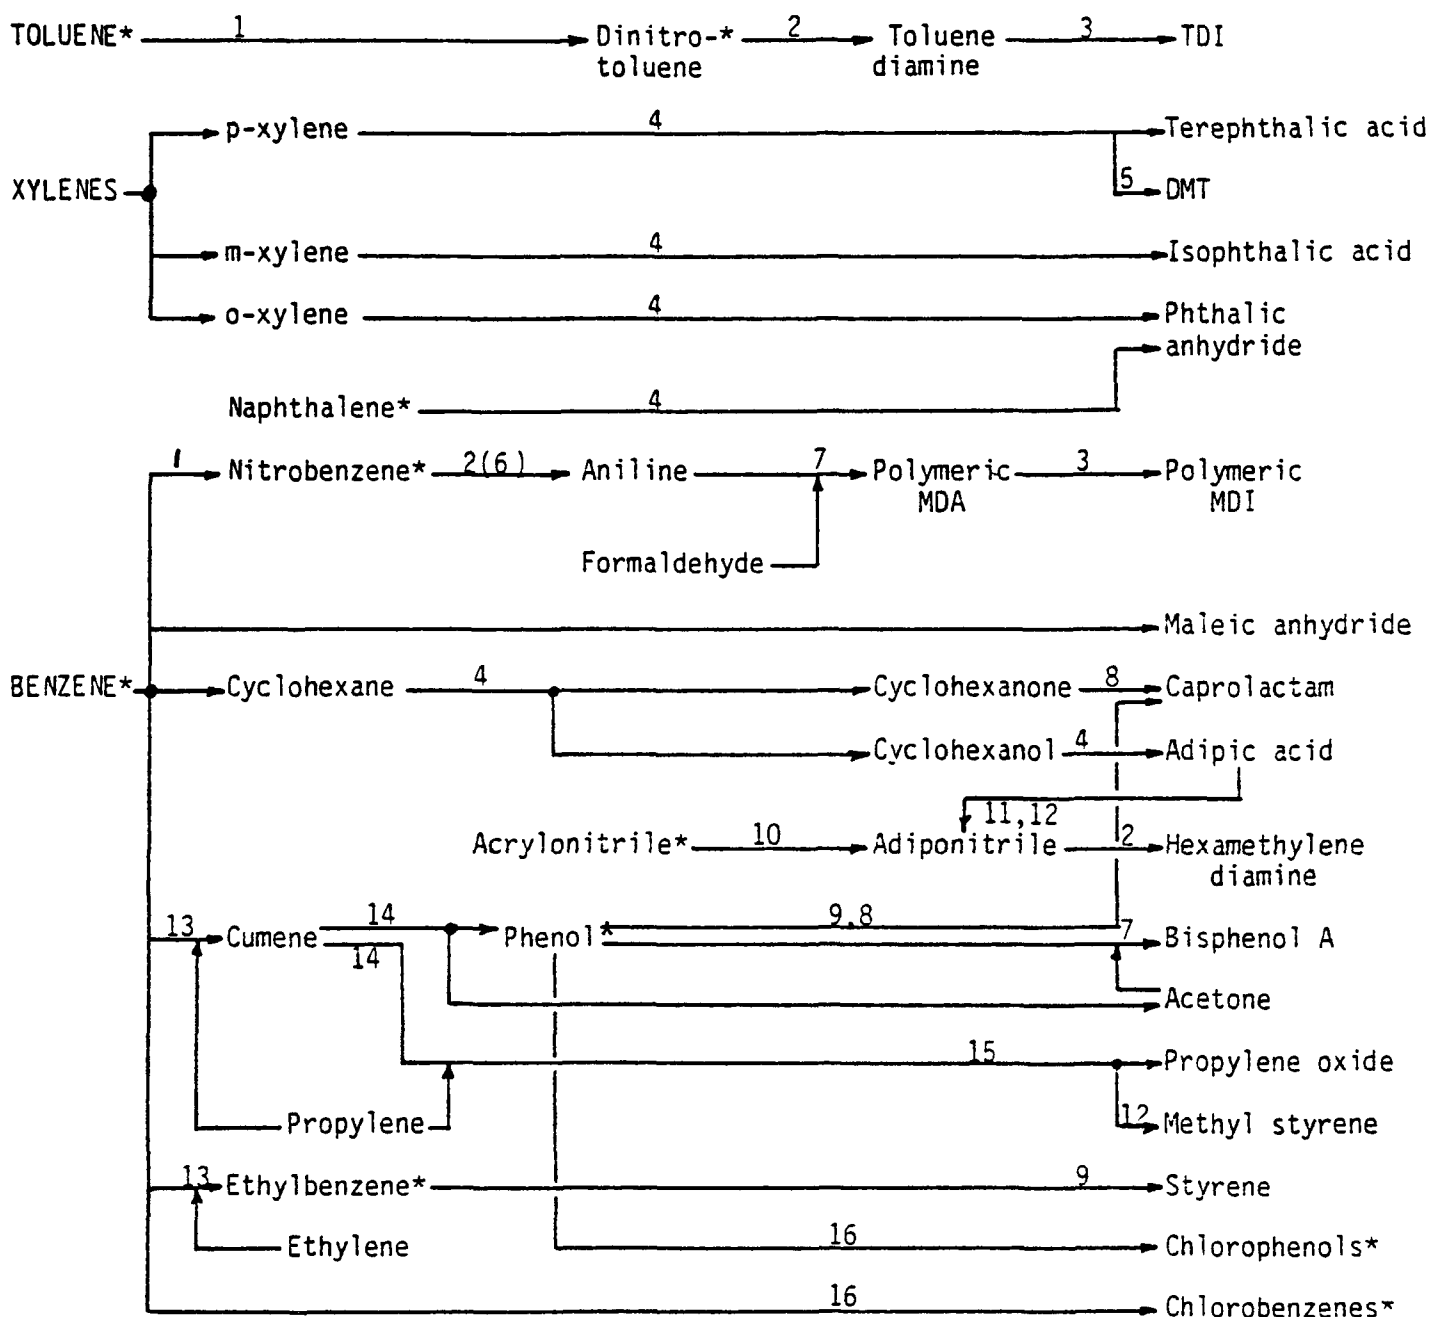 TOLUENE* 1 Dinitro-* 2 Toluene 3 TDI
toluene diamine
p-xylene 4 Terephthalic acid
XYLENES 5 DMT
m-xylene 4 Isophthalic acid
o-xylene 4 Phthalic
anhydride
Naphthalene* 4
1 Nitrobenzene* 2(6) Aniline 7 Polymeric 3 Polymeric
MDA MDI
Formaldehyde
Maleic anhydride
BENZENE* Cyclohexane 4 Cyclohexanone 8 Caprolactam
Cyclohexanol 4 Adipic acid
11,12
Acrylonitrile* 10 Adiponitrile 2 Hexamethylene
diamine
13 Cumene 14 Phenol* 9,8 7 Bisphenol A
14
Acetone
15 Propylene oxide
Propylene 12 Methyl styrene
13 Ethylbenzene* 9 Styrene
Ethylene 16 Chlorophenols*
16 Chlorobenzenes*